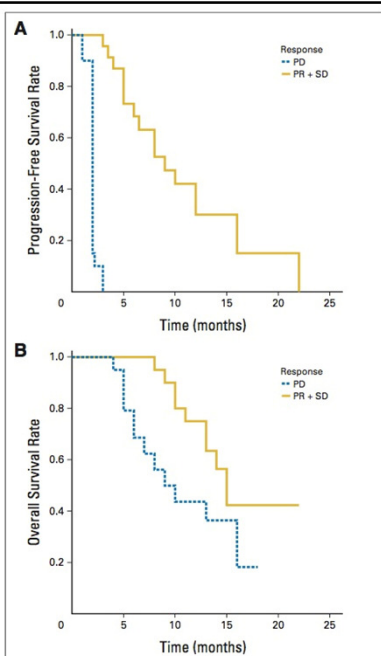 A
1.0
0.8
0.6
0.4
0.2
Progression-Free Survival Rate
Response
PD
PR + SD
0 5 10 15 20 25
Time (months)
B
1.0
0.8
0.6
0.4
0.2
Overall Survival Rate
Response
PD
PR + SD
0 5 10 15 20 25
Time (months)